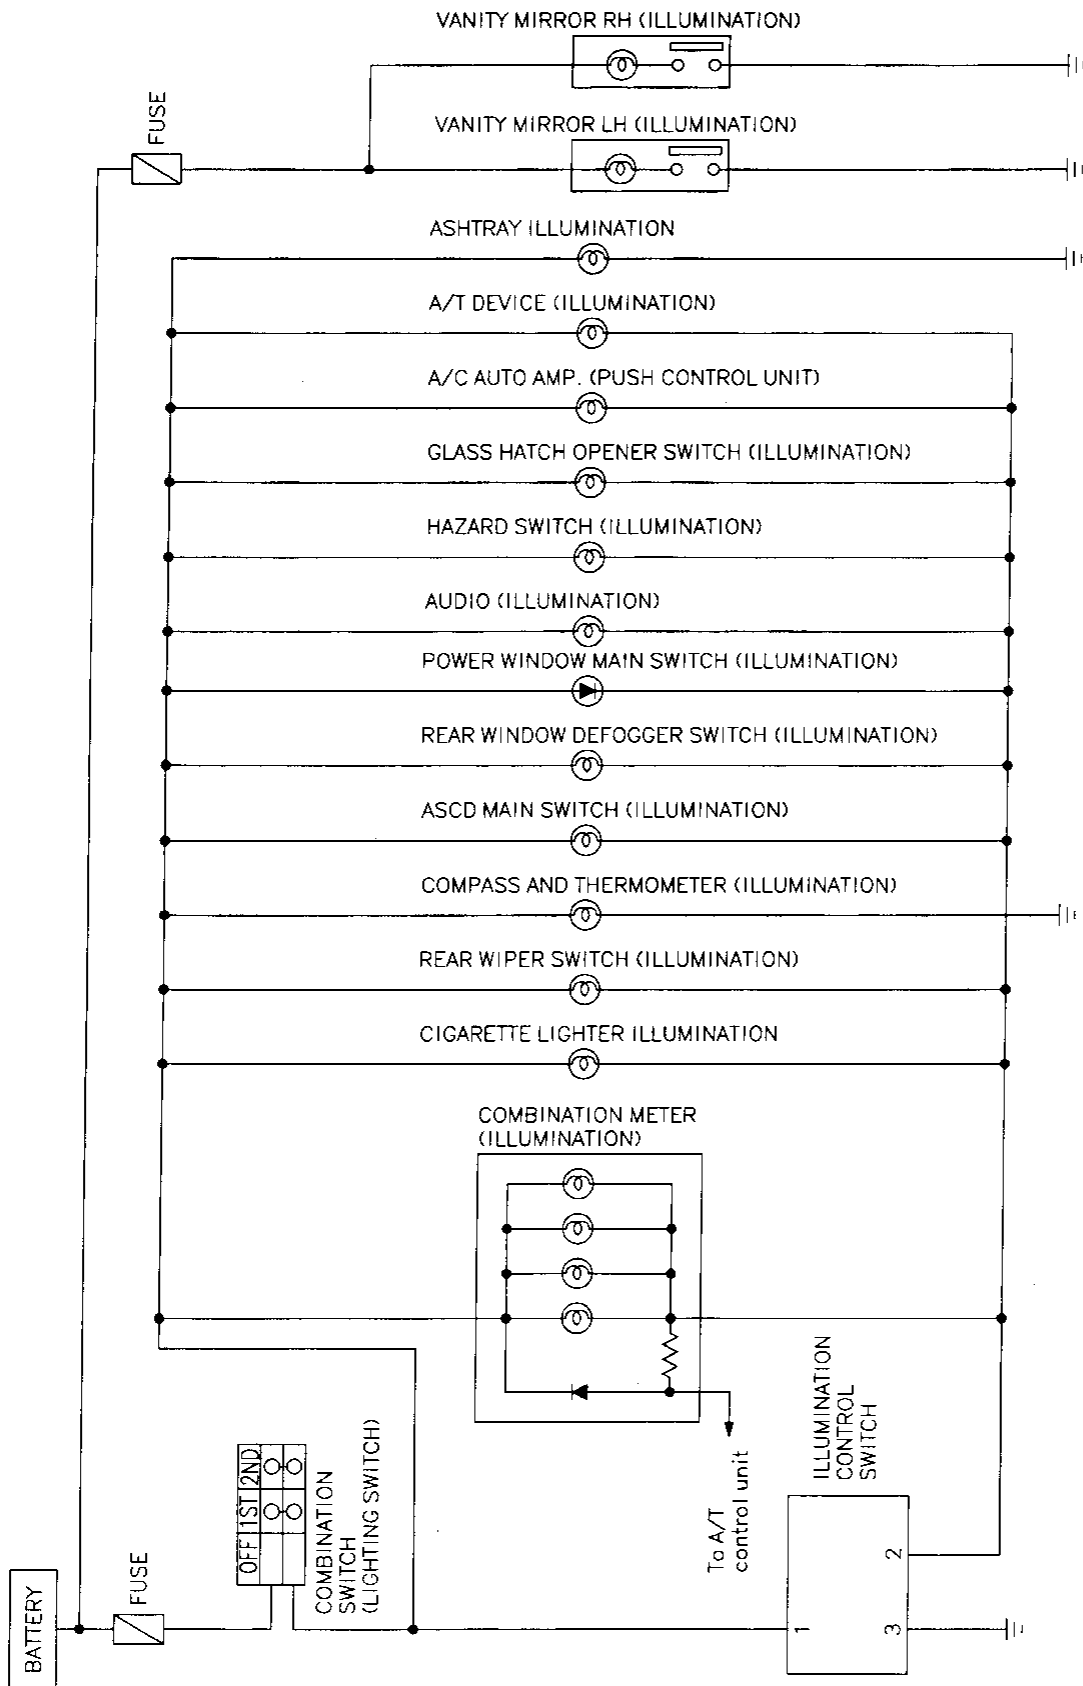 VANITY MIRROR RH (ILLUMINATION)
FUSE
VANITY MIRROR LH (ILLUMINATION)
ASHTRAY ILLUMINATION
A/T DEVICE (ILLUMINATION)
A/C AUTO AMP. (PUSH CONTROL UNIT)
GLASS HATCH OPENER SWITCH (ILLUMINATION)
HAZARD SWITCH (ILLUMINATION)
AUDIO (ILLUMINATION)
POWER WINDOW MAIN SWITCH (ILLUMINATION)
REAR WINDOW DEFOGGER SWITCH (ILLUMINATION)
ASCD MAIN SWITCH (ILLUMINATION)
COMPASS AND THERMOMETER (ILLUMINATION)
REAR WIPER SWITCH (ILLUMINATION)
CIGARETTE LIGHTER ILLUMINATION
COMBINATION METER
(ILLUMINATION)
ILLUMINATION
CONTROL
SWITCH
To A/T
control unit
OFF 1ST 2ND
COMBINATION
SWITCH
(LIGHTING SWITCH)
BATTERY
FUSE
1
2
3